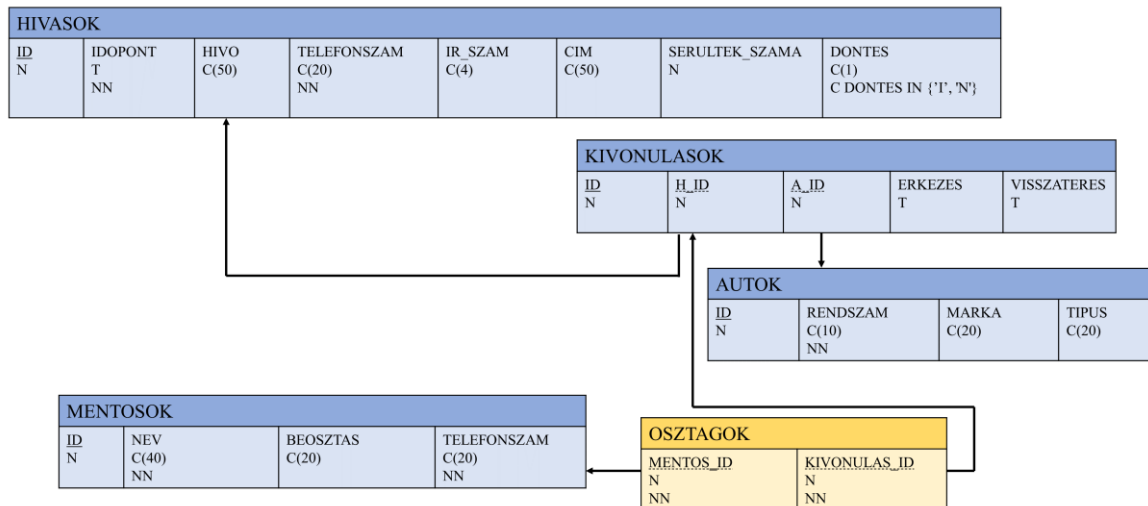 HIVASOK
ID IDOPONT HIVO TELEFONSZAM IR_SZAM CIM SERULTEK_SZAMA DONTES
N T C(50) C(20) C(4) C(50) N C(1)
NN NN C DONTES IN {'I', 'N'}
KIVONULASOK
ID H_ID A_ID ERKEZES VISSZATERES
N N N T T
AUTOK
ID RENDSZAM MARKA TIPUS
N C(10) C(20) C(20)
NN
MENTOSOK
ID NEV BEOSZTAS TELEFONSZAM
N C(40) C(20) C(20)
NN NN
OSZTAGOK
MENTOS_ID KIVONULAS_ID
N N
NN NN